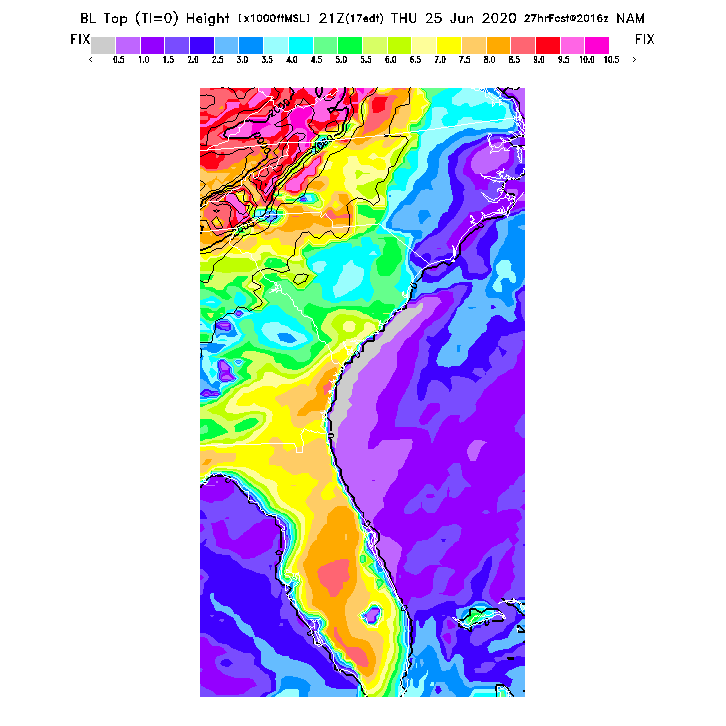 BL Top (TI=0) Height [x1000ftMSL] 21Z(17edt) THU 25 Jun 2020 27hrFcst@2016z NAM
FIX FIX
< 0.5 1.0 1.5 2.0 2.5 3.0 3.5 4.0 4.5 5.0 5.5 6.0 6.5 7.0 7.5 8.0 8.5 9.0 9.5 10.0 10.5 >
2000